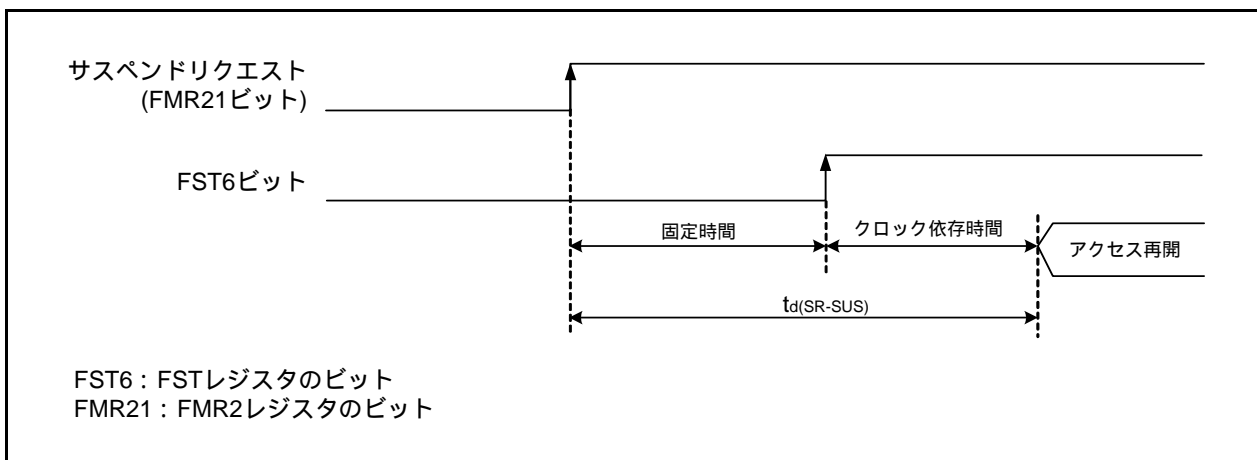 サスペンドリクエスト
(FMR21ビット)
FST6ビット
固定時間
クロック依存時間
アクセス再開
td(SR-SUS)
FST6：FSTレジスタのビット
FMR21：FMR2レジスタのビット